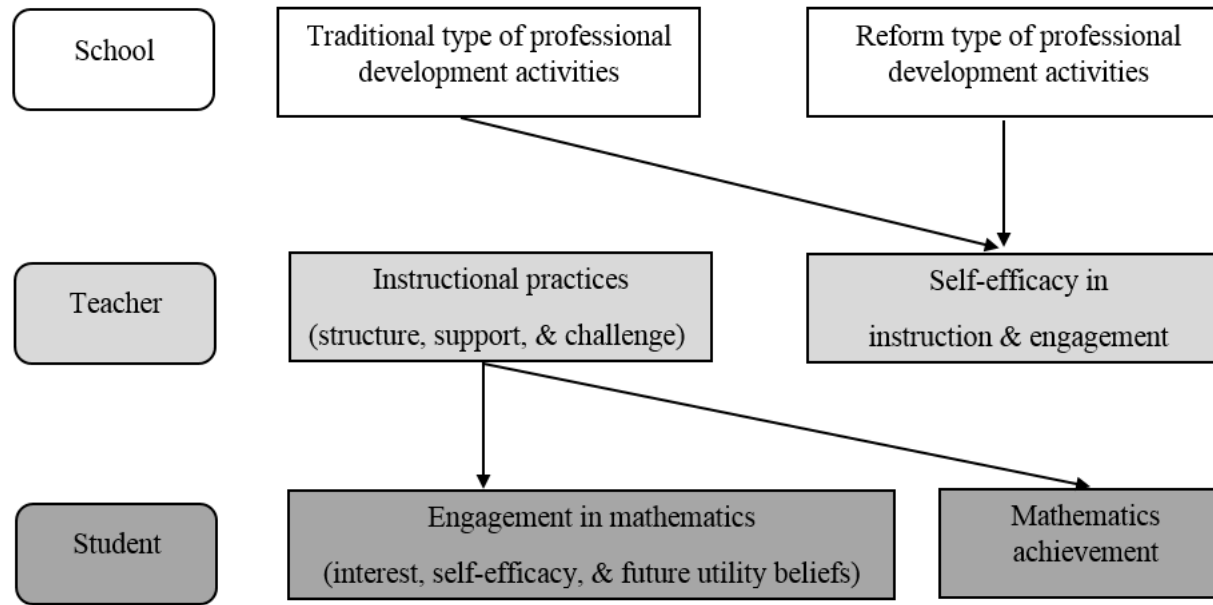 School
Traditional type of professional
development activities
Reform type of professional
development activities
Teacher
Instructional practices
(structure, support, & challenge)
Self-efficacy in
instruction & engagement
Student
Engagement in mathematics
(interest, self-efficacy, & future utility beliefs)
Mathematics
achievement